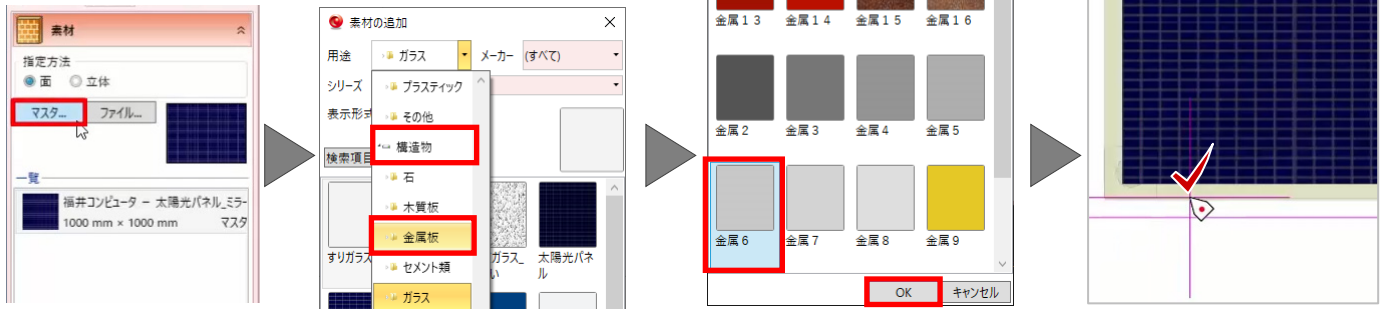 素材
指定方法
面 立体
マスタ... ファイル...
一覧
福井コンピュータ － 太陽光パネル_ミラ-
1000 mm × 1000 mm マスタ
素材の追加
用途 ガラス メーカー (すべて)
シリーズ プラスティック
表示形式 その他
構造物
検索項目
石
木質板
金属板
すりガラス ガラス_ 太陽光パネ
い ル
セメント類
ガラス
金属１３ 金属１４ 金属１５ 金属１６
金属２ 金属３ 金属４ 金属５
金属６ 金属７ 金属８ 金属９
OK キャンセル